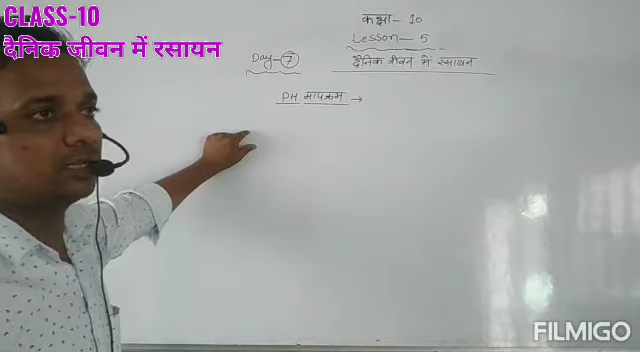 CLASS-10
दैनिक जीवन में रसायन
कक्षा- 10
Lesson- 5
Day- 7
दैनिक जीवन में रसायन
PH मापक्रम →
FILMIGO